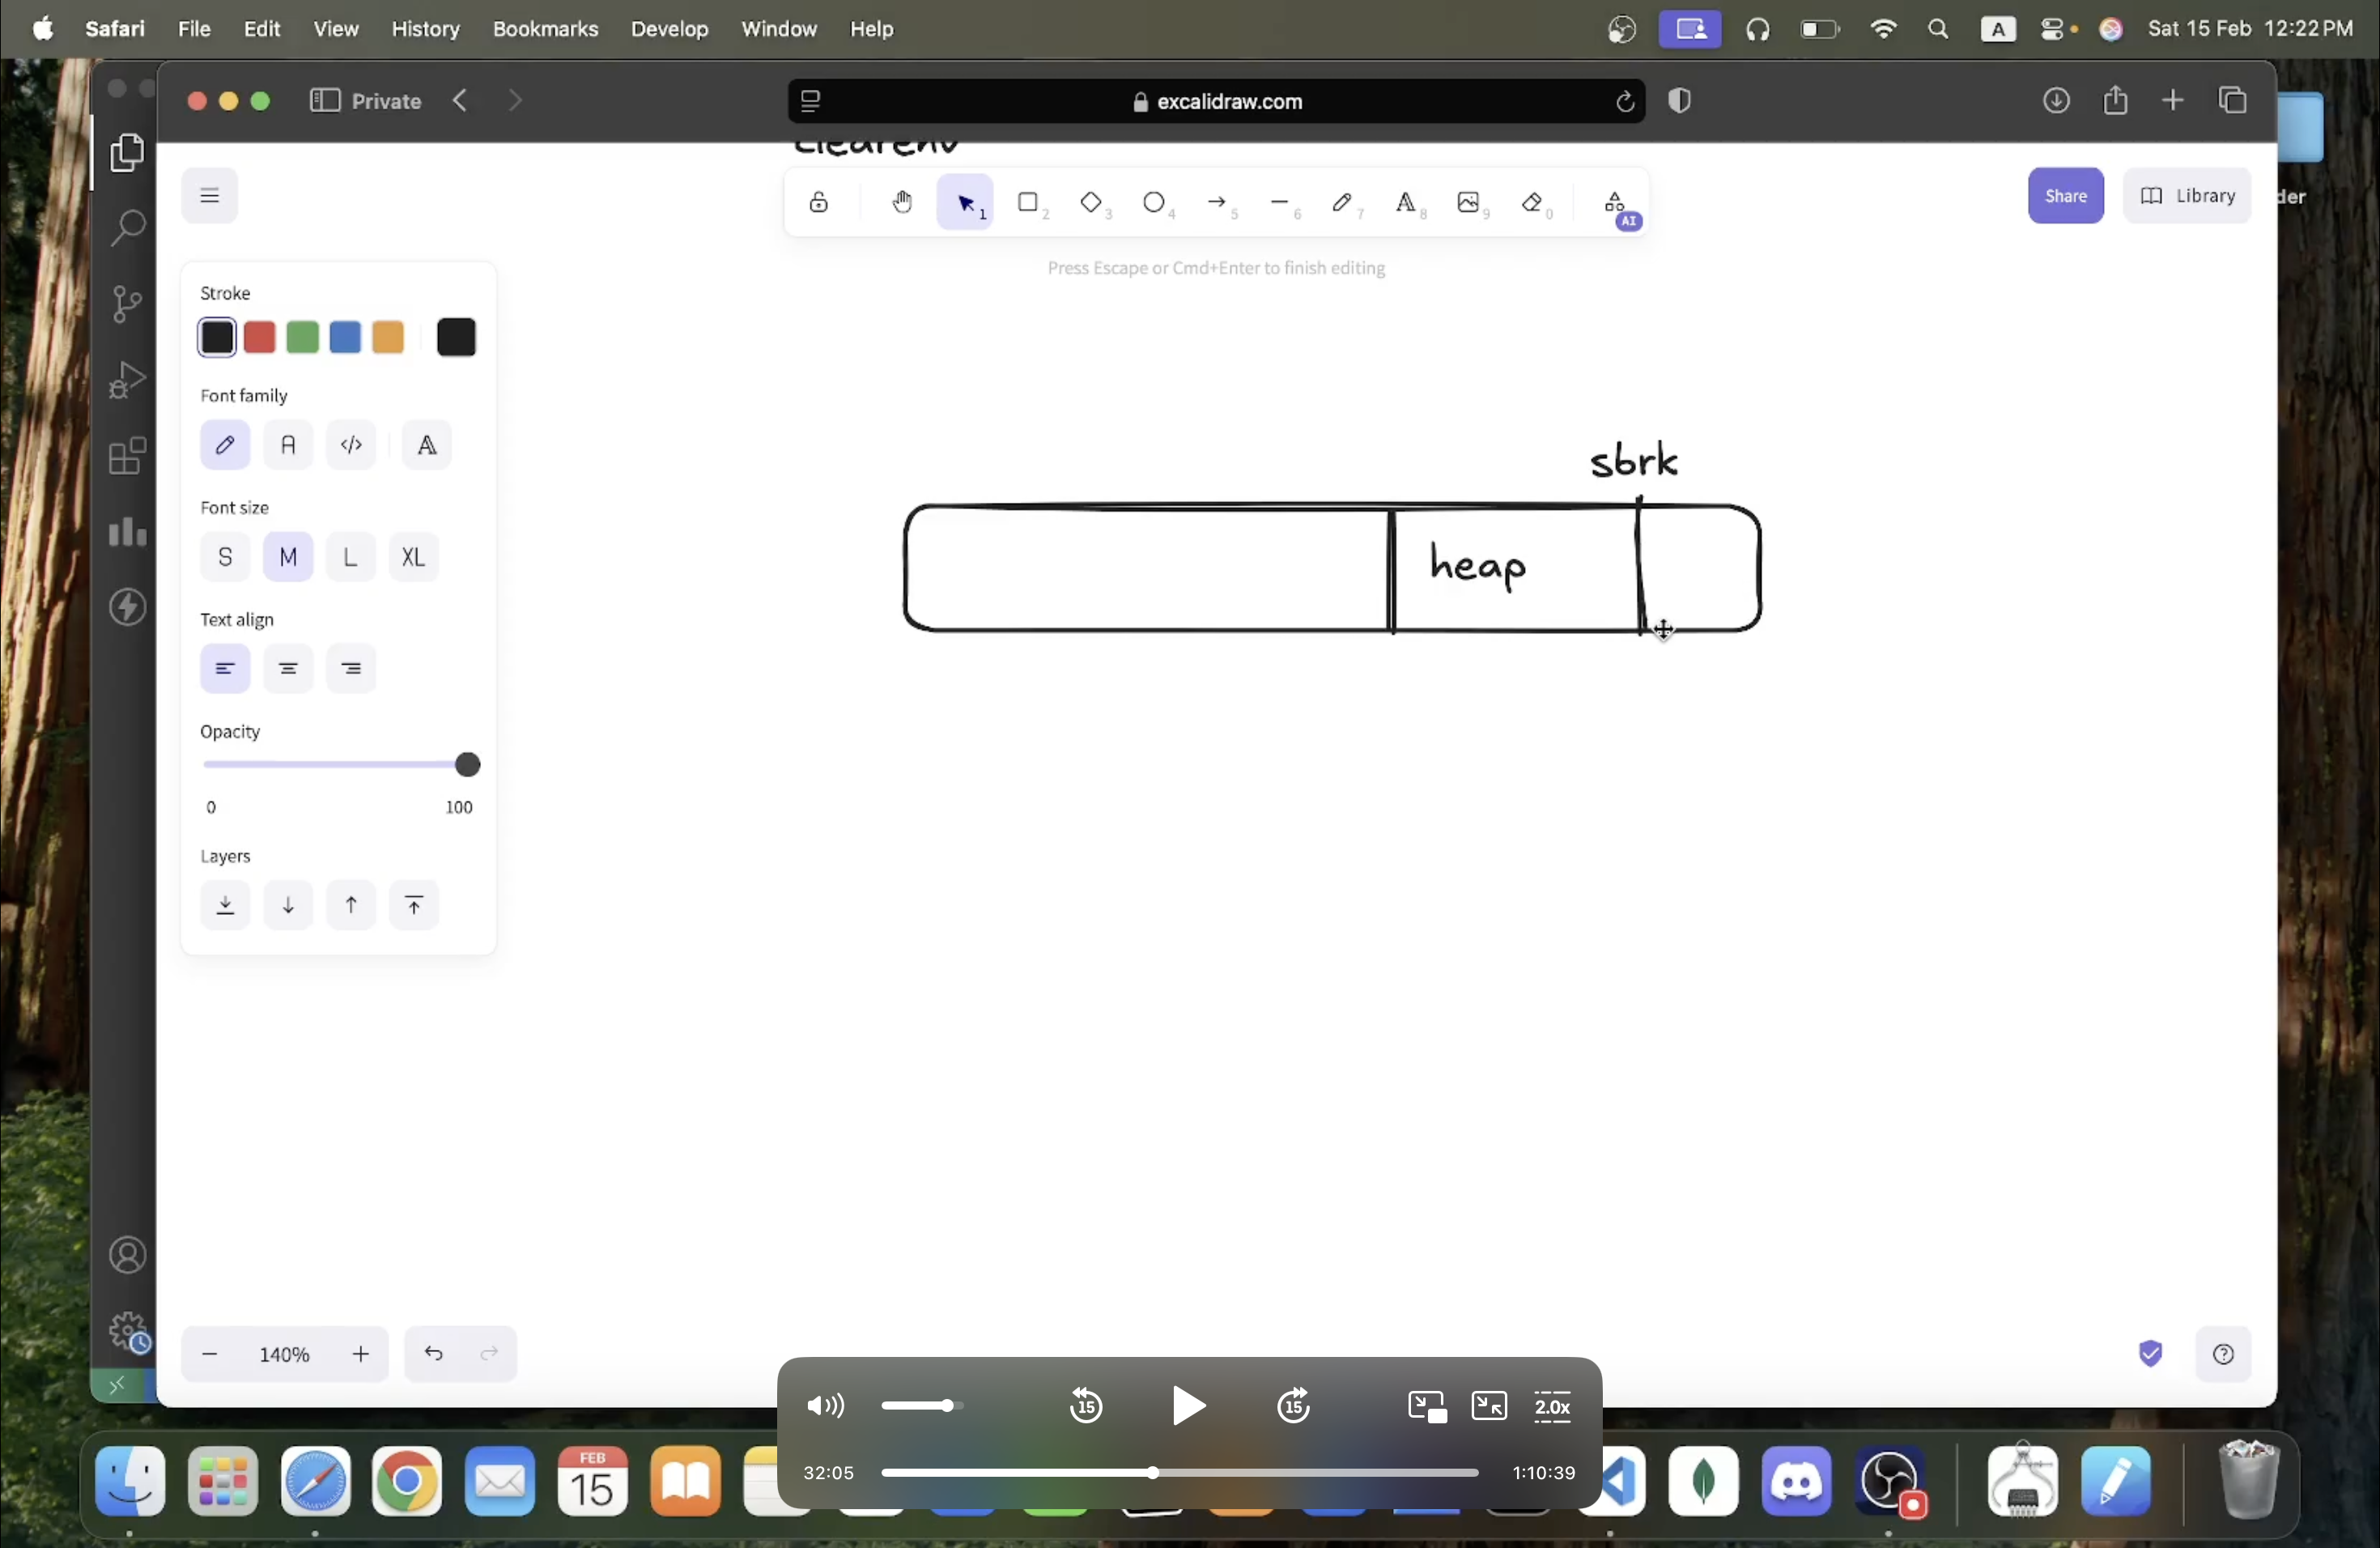 Safari File Edit View History Bookmarks Develop Window Help A Sat 15 Feb 12:22 PM
Private excalidraw.com
clearenv
1 2 3 4 5 6 7 8 9 0 AI
Share Library
der
Press Escape or Cmd+Enter to finish editing
Stroke
Font family
A </> A
Font size
S M L XL
Text align
Opacity
0 100
Layers
sbrk
heap
140%
15 15 2.0x
32:05 1:10:39
FEB
15